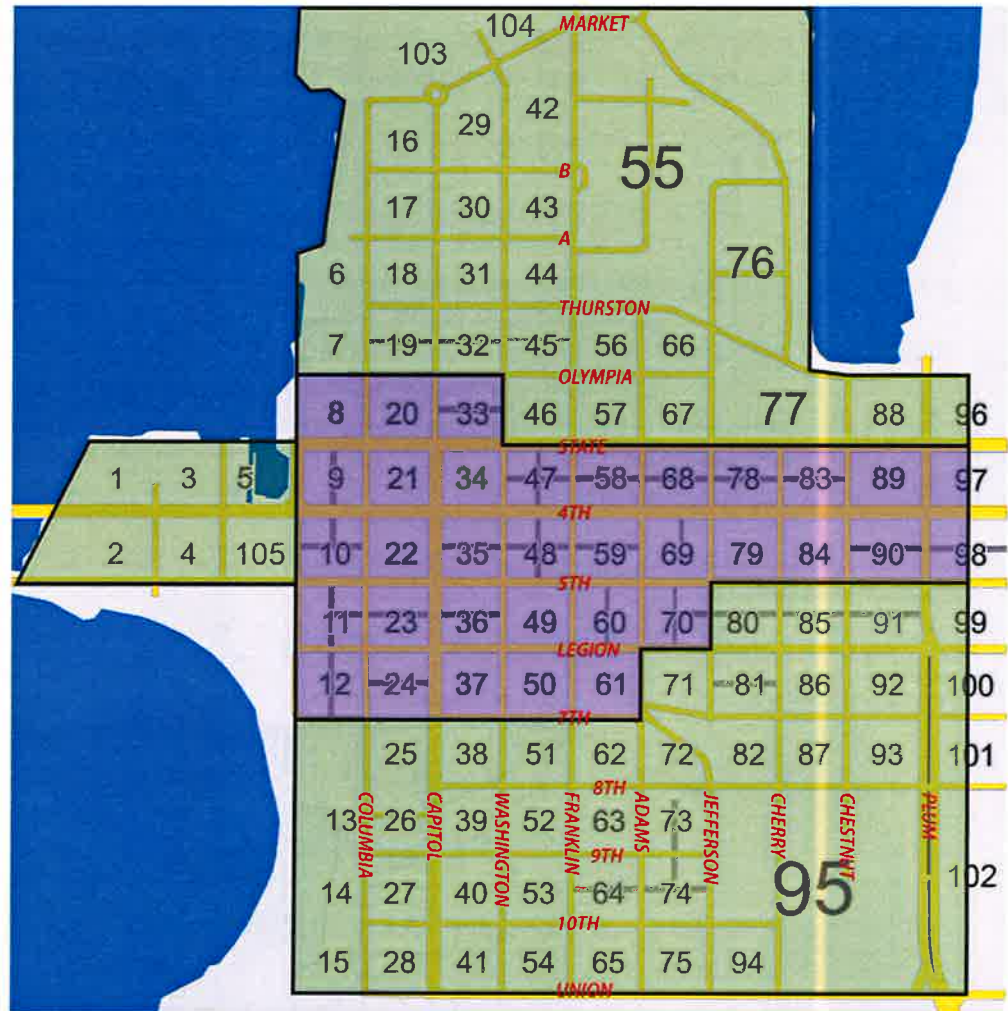 104 MARKET
103
42
29
16
55
B
17 30 43
A
76
6 18 31 44
THURSTON
7 19 32 45 56 66
OLYMPIA
8 20 33 46 57 67 77 88 96
STATE
1 3 5 9 21 34 47 58 68 78 83 89 97
4TH
2 4 105 10 22 35 48 59 69 79 84 90 98
5TH
11 23 36 49 60 70 80 85 91 99
LEGION
12 24 37 50 61 71 81 86 92 100
7TH
25 38 51 62 72 82 87 93 101
8TH
COLUMBIA CAPITOL WASHINGTON FRANKLIN ADAMS JEFFERSON CHERRY CHESTNUT PLUM
13 26 39 52 63 73
9TH
14 27 40 53 64 74 95 102
10TH
15 28 41 54 65 75 94
UNION